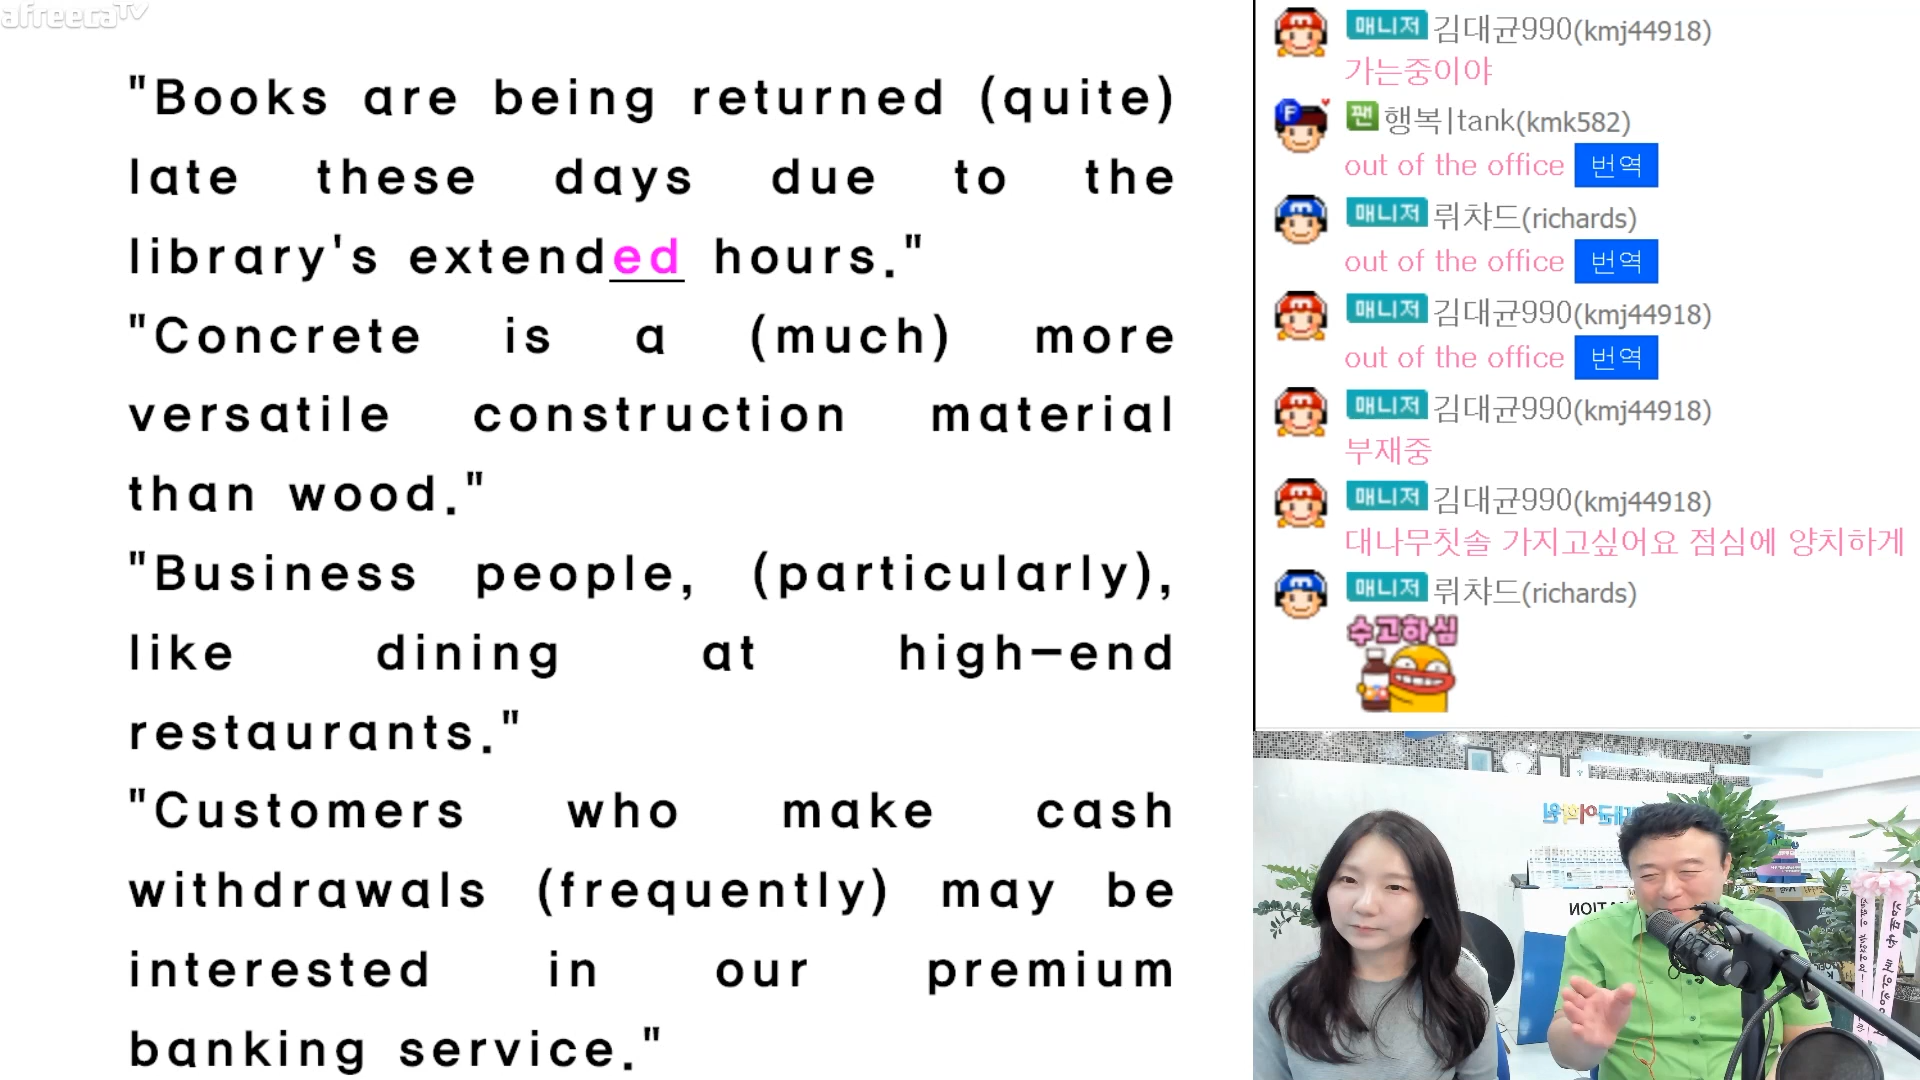 afreecaTV
"Books are being returned (quite)
late these days due to the
library's extended hours."
"Concrete is a (much) more
versatile construction material
than wood."
"Business people, (particularly),
like dining at high-end
restaurants."
"Customers who make cash
withdrawals (frequently) may be
interested in our premium
banking service."
매니저 김대균990(kmj44918)
가는중이야
팬 행복|tank(kmk582)
out of the office 번역
매니저 뤼챠드(richards)
out of the office 번역
매니저 김대균990(kmj44918)
out of the office 번역
매니저 김대균990(kmj44918)
부재중
매니저 김대균990(kmj44918)
대나무칫솔 가지고싶어요 점심에 양치하게
매니저 뤼챠드(richards)
수고하심